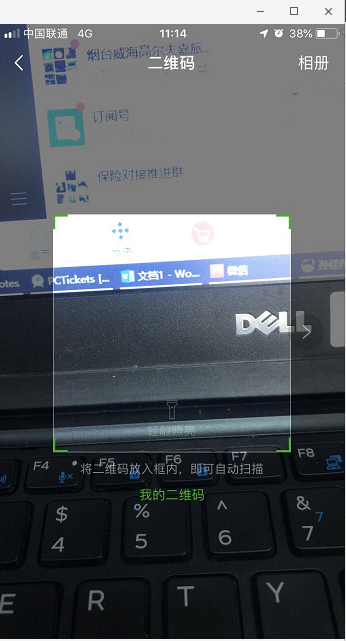 中国联通 4G 11:14 38%
二维码 相册
烟台威海高尔夫嘉旅...
订阅号
保险对接推进群
otes PCTickets [... 文档1 - Wo... 微信
DELL
轻触照亮
F4 F5 F6 F7 F8
将二维码放入框内，即可自动扫描
我的二维码
$ % ^ & 7
4 5 6 7
E R T Y